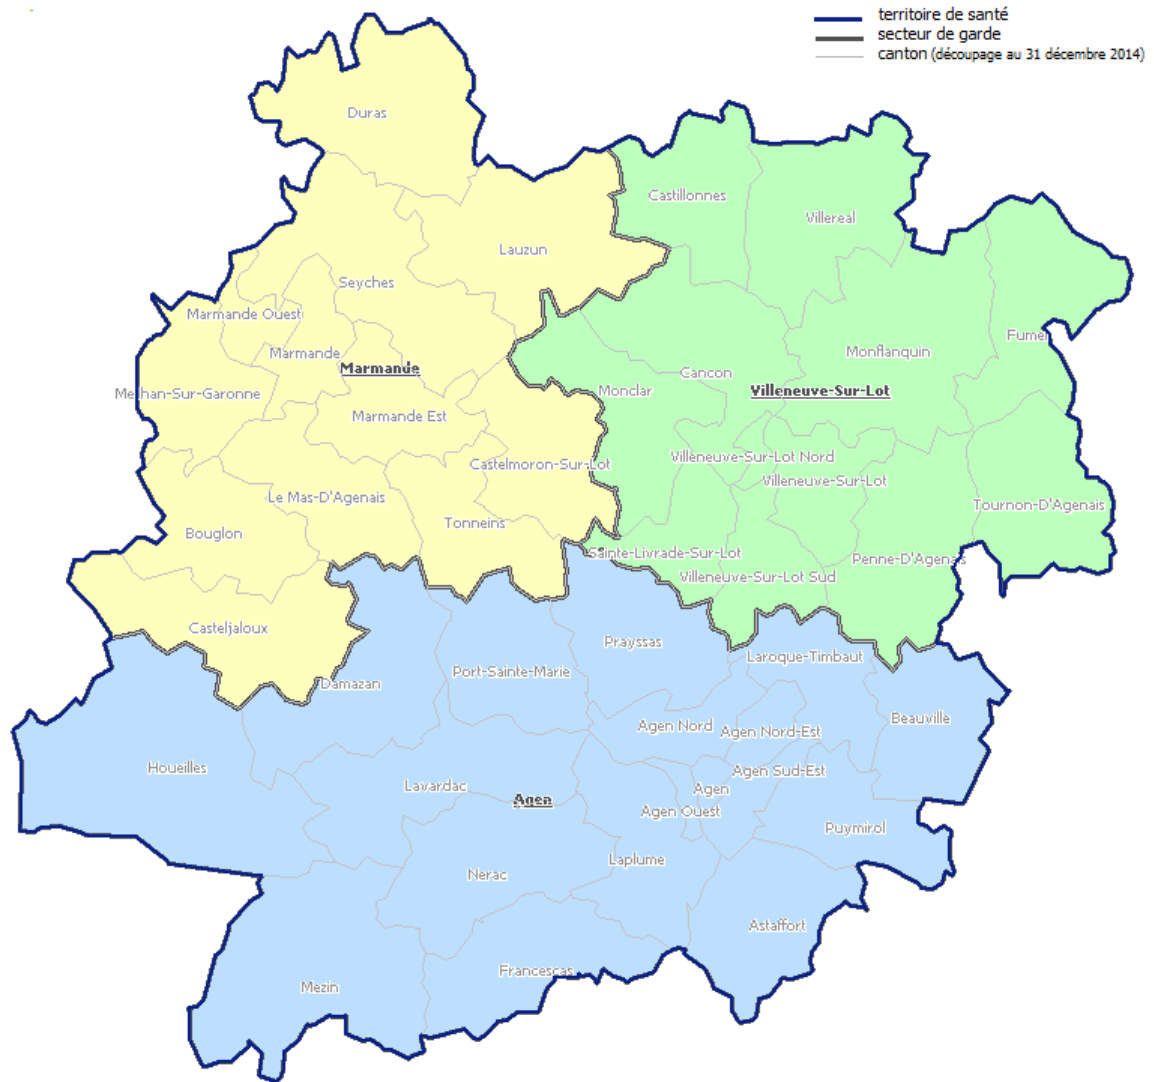 territoire de santé
secteur de garde
canton (découpage au 31 décembre 2014)
Duras
Castillonnes
Villereal
Lauzun
Seyches
Marmande Ouest
Fumel
Marmande
Monflanquin
Marmande
Cancon
Monclar
Villeneuve-Sur-Lot
Meilhan-Sur-Garonne
Marmande Est
Villeneuve-Sur-Lot Nord
Castelmoron-Sur-Lot
Villeneuve-Sur-Lot
Le Mas-D'Agenais
Tournon-D'Agenais
Tonneins
Bouglon
Sainte-Livrade-Sur-Lot
Penne-D'Agenais
Villeneuve-Sur-Lot Sud
Casteljaloux
Prayssas
Laroque-Timbaut
Port-Sainte-Marie
Damazan
Beauville
Agen Nord
Agen Nord-Est
Houeilles
Agen Sud-Est
Lavardac
Agen
Agen
Agen Ouest
Puymirol
Laplume
Nerac
Astaffort
Francescas
Mezin